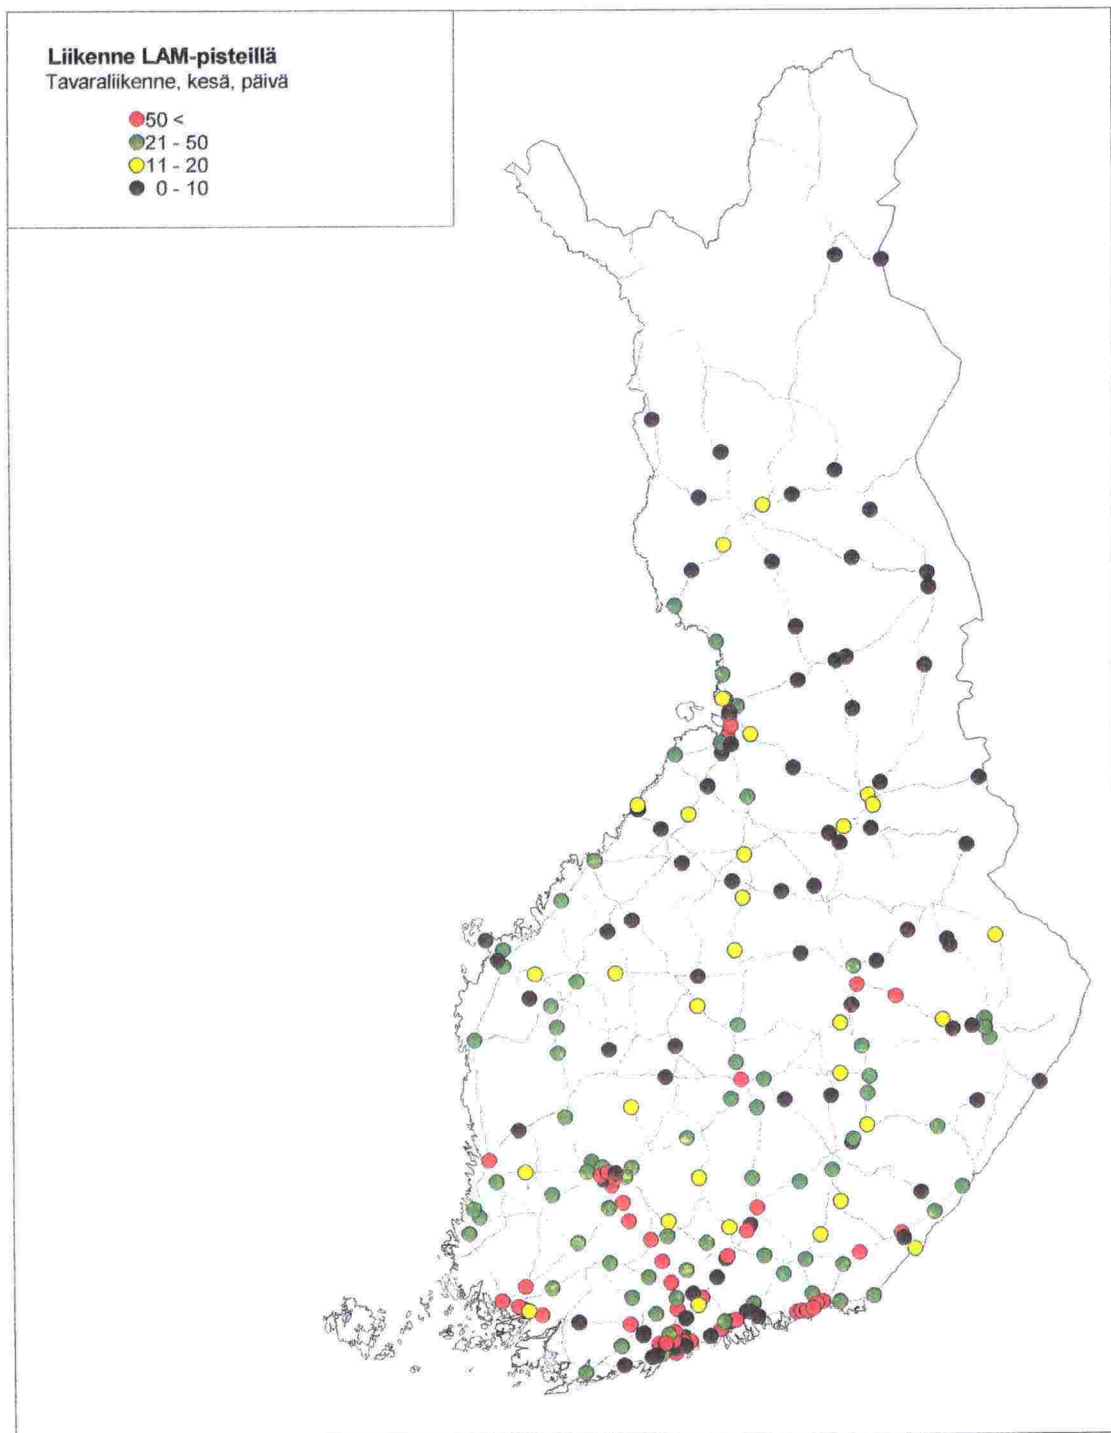 Liikenne LAM-pisteillä
Tavaraliikenne, kesä, päivä
50 <
21 - 50
11 - 20
0 - 10